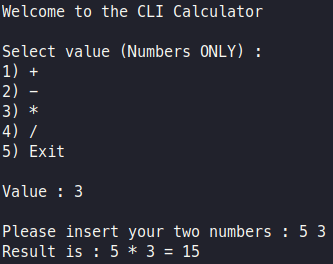 Welcome to the CLI Calculator
Select value (Numbers ONLY) :
1) +
2) -
3) *
4) /
5) Exit
Value : 3
Please insert your two numbers : 5 3
Result is : 5 * 3 = 15